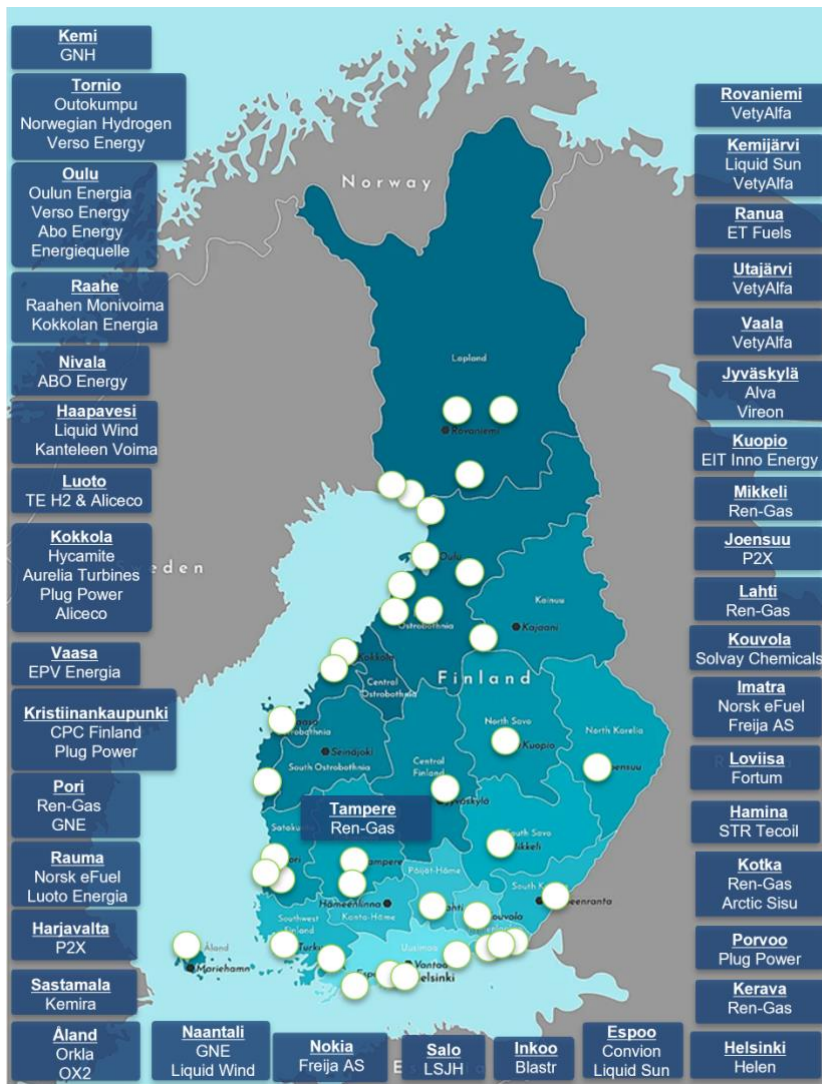 Kemi
GNH
Tornio
Outokumpu
Norwegian Hydrogen
Verso Energy
Oulu
Oulun Energia
Verso Energy
Abo Energy
Energiequelle
Raahe
Raahen Monivoima
Kokkolan Energia
Nivala
ABO Energy
Haapavesi
Liquid Wind
Kanteleen Voima
Luoto
TE H2 & Aliceco
Kokkola
Hycamite
Aurelia Turbines
Plug Power
Aliceco
Vaasa
EPV Energia
Kristiinankaupunki
CPC Finland
Plug Power
Pori
Ren-Gas
GNE
Rauma
Norsk eFuel
Luoto Energia
Harjavalta
P2X
Sastamala
Kemira
Åland
Orkla
OX2
Naantali
GNE
Liquid Wind
Nokia
Freija AS
Salo
LSJH
Inkoo
Blastr
Espoo
Convion
Liquid Sun
Helsinki
Helen
Rovaniemi
VetyAlfa
Kemijärvi
Liquid Sun
VetyAlfa
Ranua
ET Fuels
Utajärvi
VetyAlfa
Vaala
VetyAlfa
Jyväskylä
Alva
Vireon
Kuopio
EIT Inno Energy
Mikkeli
Ren-Gas
Joensuu
P2X
Lahti
Ren-Gas
Kouvola
Solvay Chemicals
Imatra
Norsk eFuel
Freija AS
Loviisa
Fortum
Hamina
STR Tecoil
Kotka
Ren-Gas
Arctic Sisu
Porvoo
Plug Power
Kerava
Ren-Gas
Tampere
Ren-Gas
Norway
Lapland
Rovaniemi
Oulu
Ostrobothnia
Kainuu
Kajaani
Kokkola
Central
Ostrobothnia
Finland
North Savo
Kuopio
North Karelia
Seinäjoki
South Ostrobothnia
Central
Finland
Jyväskylä
South Savo
Päijät-Häme
Hämeenlinna
Kanta-Häme
Southwest
Finland
Turku
Uusimaa
Vantaa
Helsinki
Åland
Mariehamn